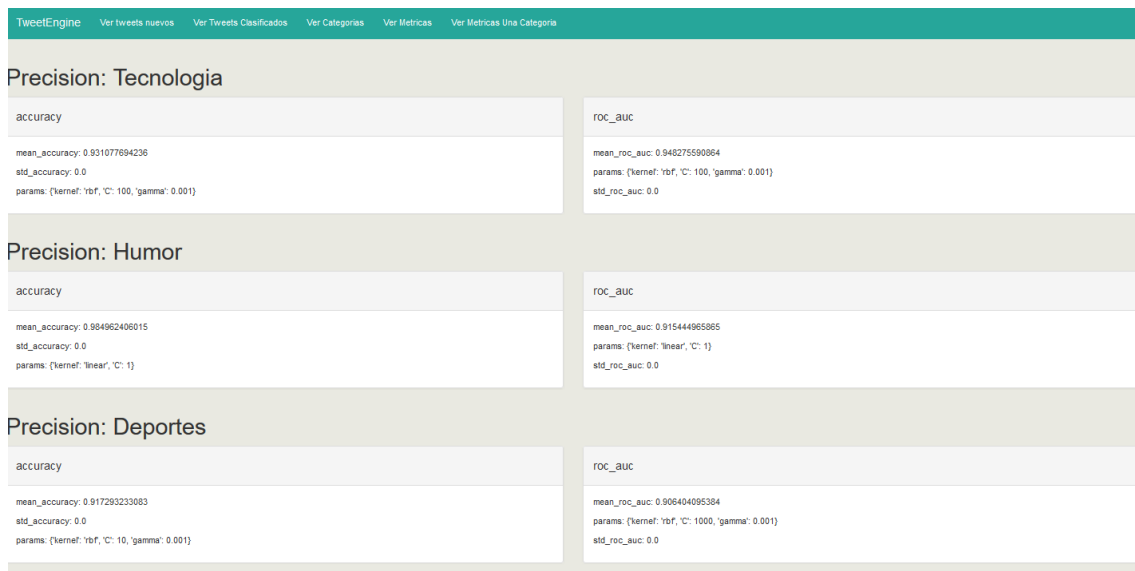 TweetEngine Ver tweets nuevos Ver Tweets Clasificados Ver Categorias Ver Metricas Ver Metricas Una Categoria
Precision: Tecnologia
accuracy
mean_accuracy: 0.931077694236
std_accuracy: 0.0
params: {'kernel': 'rbf', 'C': 100, 'gamma': 0.001}
roc_auc
mean_roc_auc: 0.948275590864
params: {'kernel': 'rbf', 'C': 100, 'gamma': 0.001}
std_roc_auc: 0.0
Precision: Humor
accuracy
mean_accuracy: 0.984962406015
std_accuracy: 0.0
params: {'kernel': 'linear', 'C': 1}
roc_auc
mean_roc_auc: 0.915444965865
params: {'kernel': 'linear', 'C': 1}
std_roc_auc: 0.0
Precision: Deportes
accuracy
mean_accuracy: 0.917293233083
std_accuracy: 0.0
params: {'kernel': 'rbf', 'C': 10, 'gamma': 0.001}
roc_auc
mean_roc_auc: 0.906404095384
params: {'kernel': 'rbf', 'C': 1000, 'gamma': 0.001}
std_roc_auc: 0.0